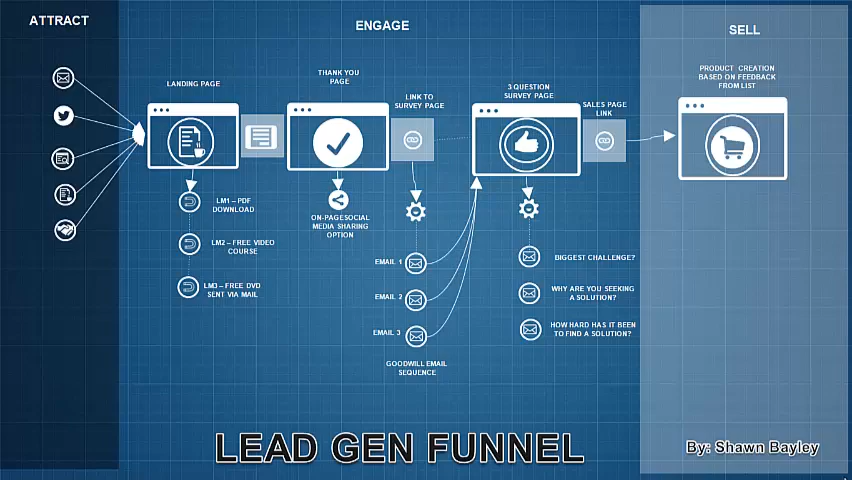 ATTRACT
ENGAGE
SELL
LANDING PAGE
THANK YOU
PAGE
LINK TO
SURVEY PAGE
3 QUESTION
SURVEY PAGE
SALES PAGE
LINK
PRODUCT CREATION
BASED ON FEEDBACK
FROM LIST
LM1 – PDF
DOWNLOAD
LM2 – FREE VIDEO
COURSE
LM3 – FREE DVD
SENT VIA MAIL
ON-PAGESOCIAL
MEDIA SHARING
OPTION
EMAIL 1
EMAIL 2
EMAIL 3
GOODWILL EMAIL
SEQUENCE
BIGGEST CHALLENGE?
WHY ARE YOU SEEKING
A SOLUTION?
HOW HARD HAS IT BEEN
TO FIND A SOLUTION?
LEAD GEN FUNNEL
By: Shawn Bayley